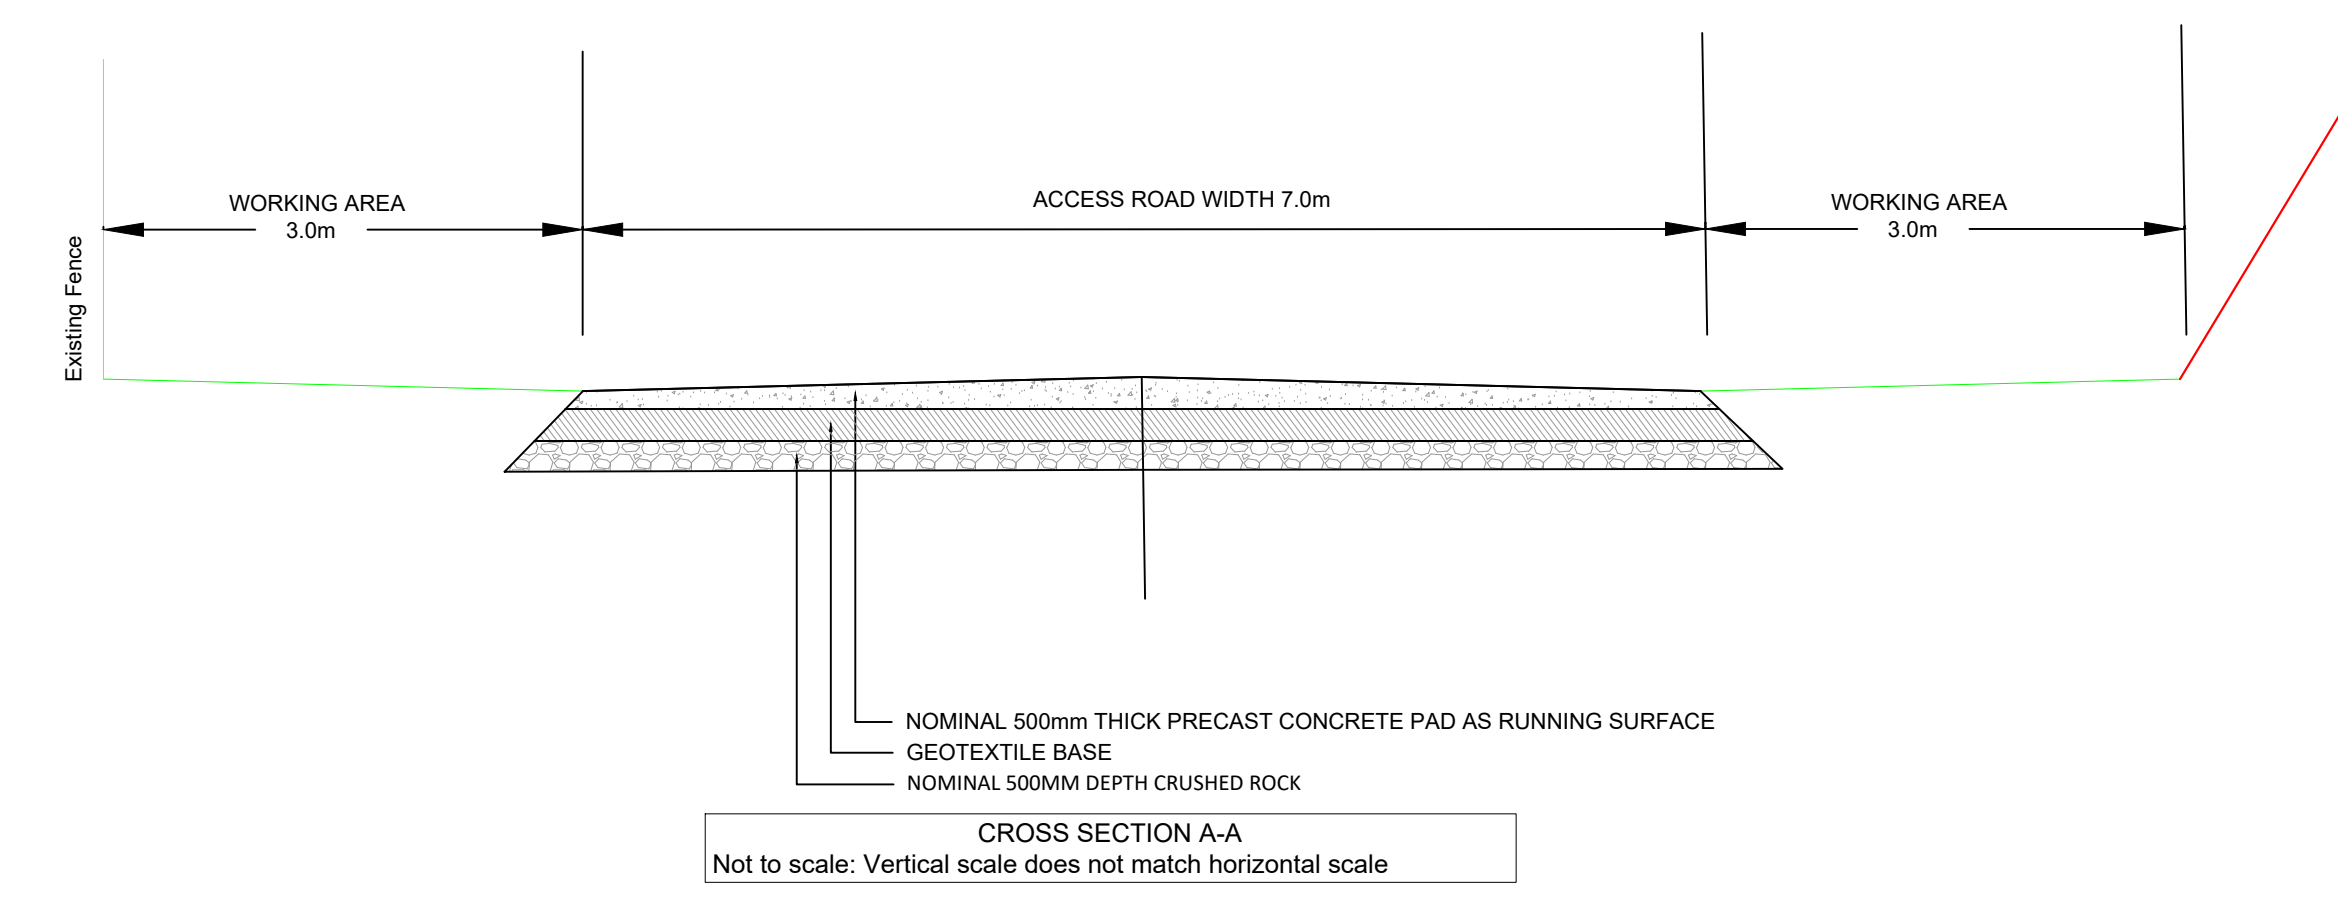 WORKING AREA
3.0m
ACCESS ROAD WIDTH 7.0m
WORKING AREA
3.0m
Existing Fence
NOMINAL 500mm THICK PRECAST CONCRETE PAD AS RUNNING SURFACE
GEOTEXTILE BASE
NOMINAL 500MM DEPTH CRUSHED ROCK
CROSS SECTION A-A
Not to scale: Vertical scale does not match horizontal scale